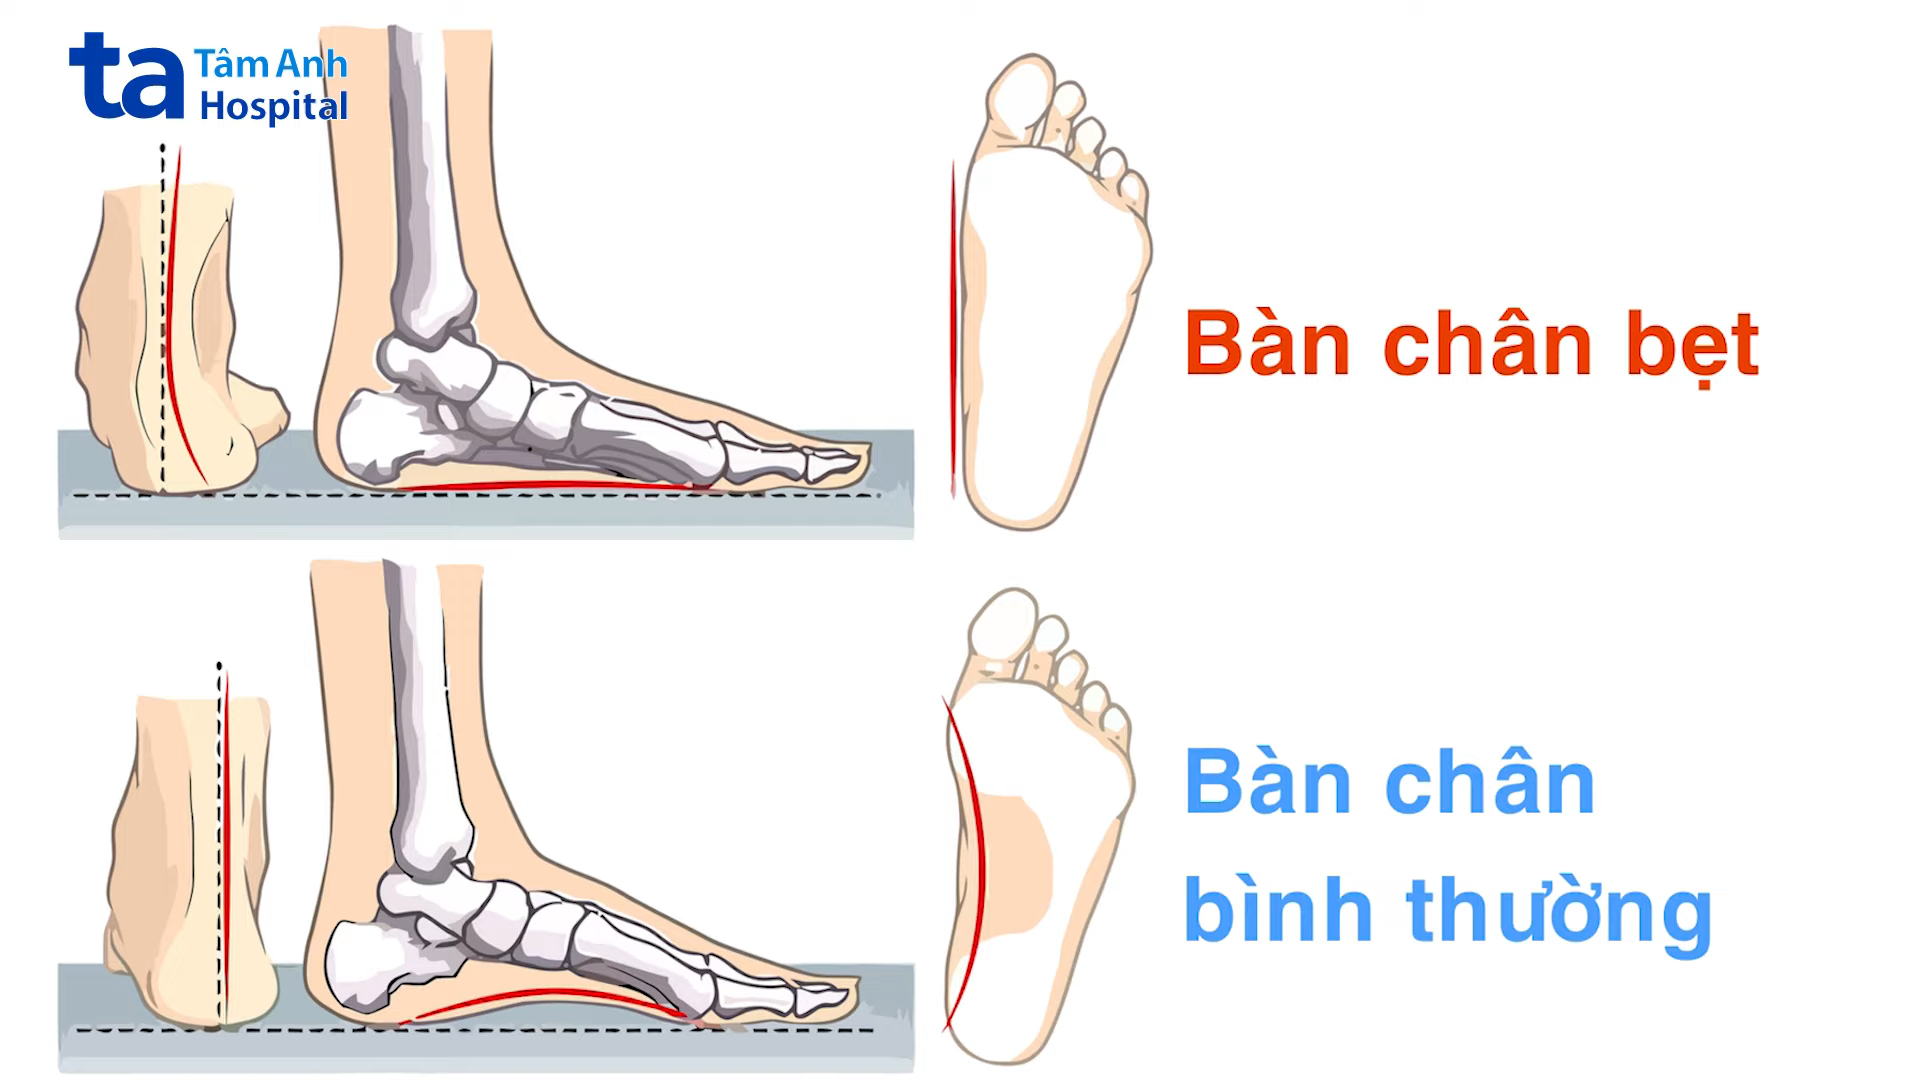 ta Tâm Anh
Hospital
Bàn chân bẹt
Bàn chân
bình thường